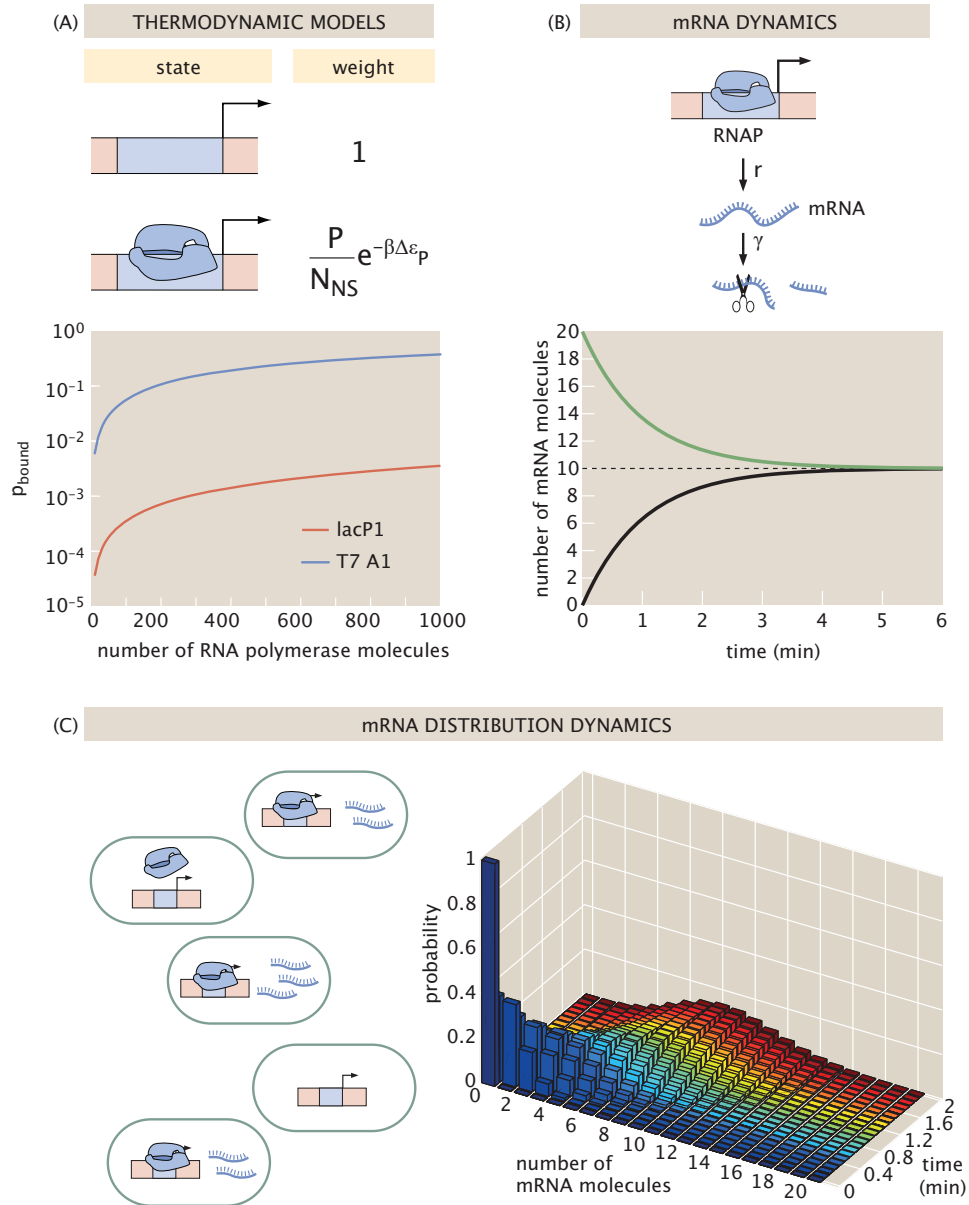 (A) THERMODYNAMIC MODELS
state weight
1
P/N_NS e^{-βΔε_P}
10^0
10^-1
10^-2
10^-3
10^-4
10^-5
p_bound
lacP1
T7 A1
0 200 400 600 800 1000
number of RNA polymerase molecules
(B) mRNA DYNAMICS
RNAP
r
mRNA
γ
20
18
16
14
12
10
8
6
4
2
0
number of mRNA molecules
0 1 2 3 4 5 6
time (min)
(C) mRNA DISTRIBUTION DYNAMICS
1
0.8
0.6
0.4
0.2
0
probability
0 2 4 6 8 10 12 14 16 18 20
number of
mRNA molecules
0 0.4 0.8 1.2 1.6 2
time
(min)